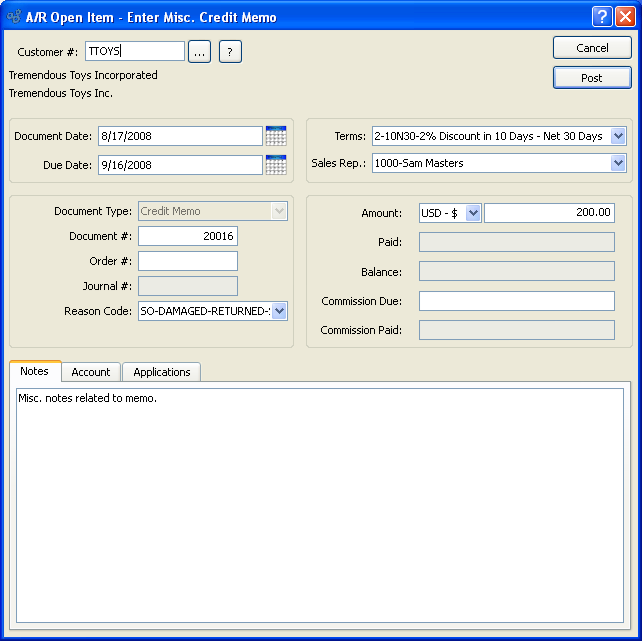 A/R Open Item - Enter Misc. Credit Memo
Customer #: TTOYS ... ?
Cancel
Tremendous Toys Incorporated
Post
Tremendous Toys Inc.
Document Date: 8/17/2008
Terms: 2-10N30-2% Discount in 10 Days - Net 30 Days
Due Date: 9/16/2008
Sales Rep.: 1000-Sam Masters
Document Type: Credit Memo
Document #: 20016
Order #:
Journal #:
Reason Code: SO-DAMAGED-RETURNED-
Amount: USD - $ 200.00
Paid:
Balance:
Commission Due:
Commission Paid:
Notes Account Applications
Misc. notes related to memo.